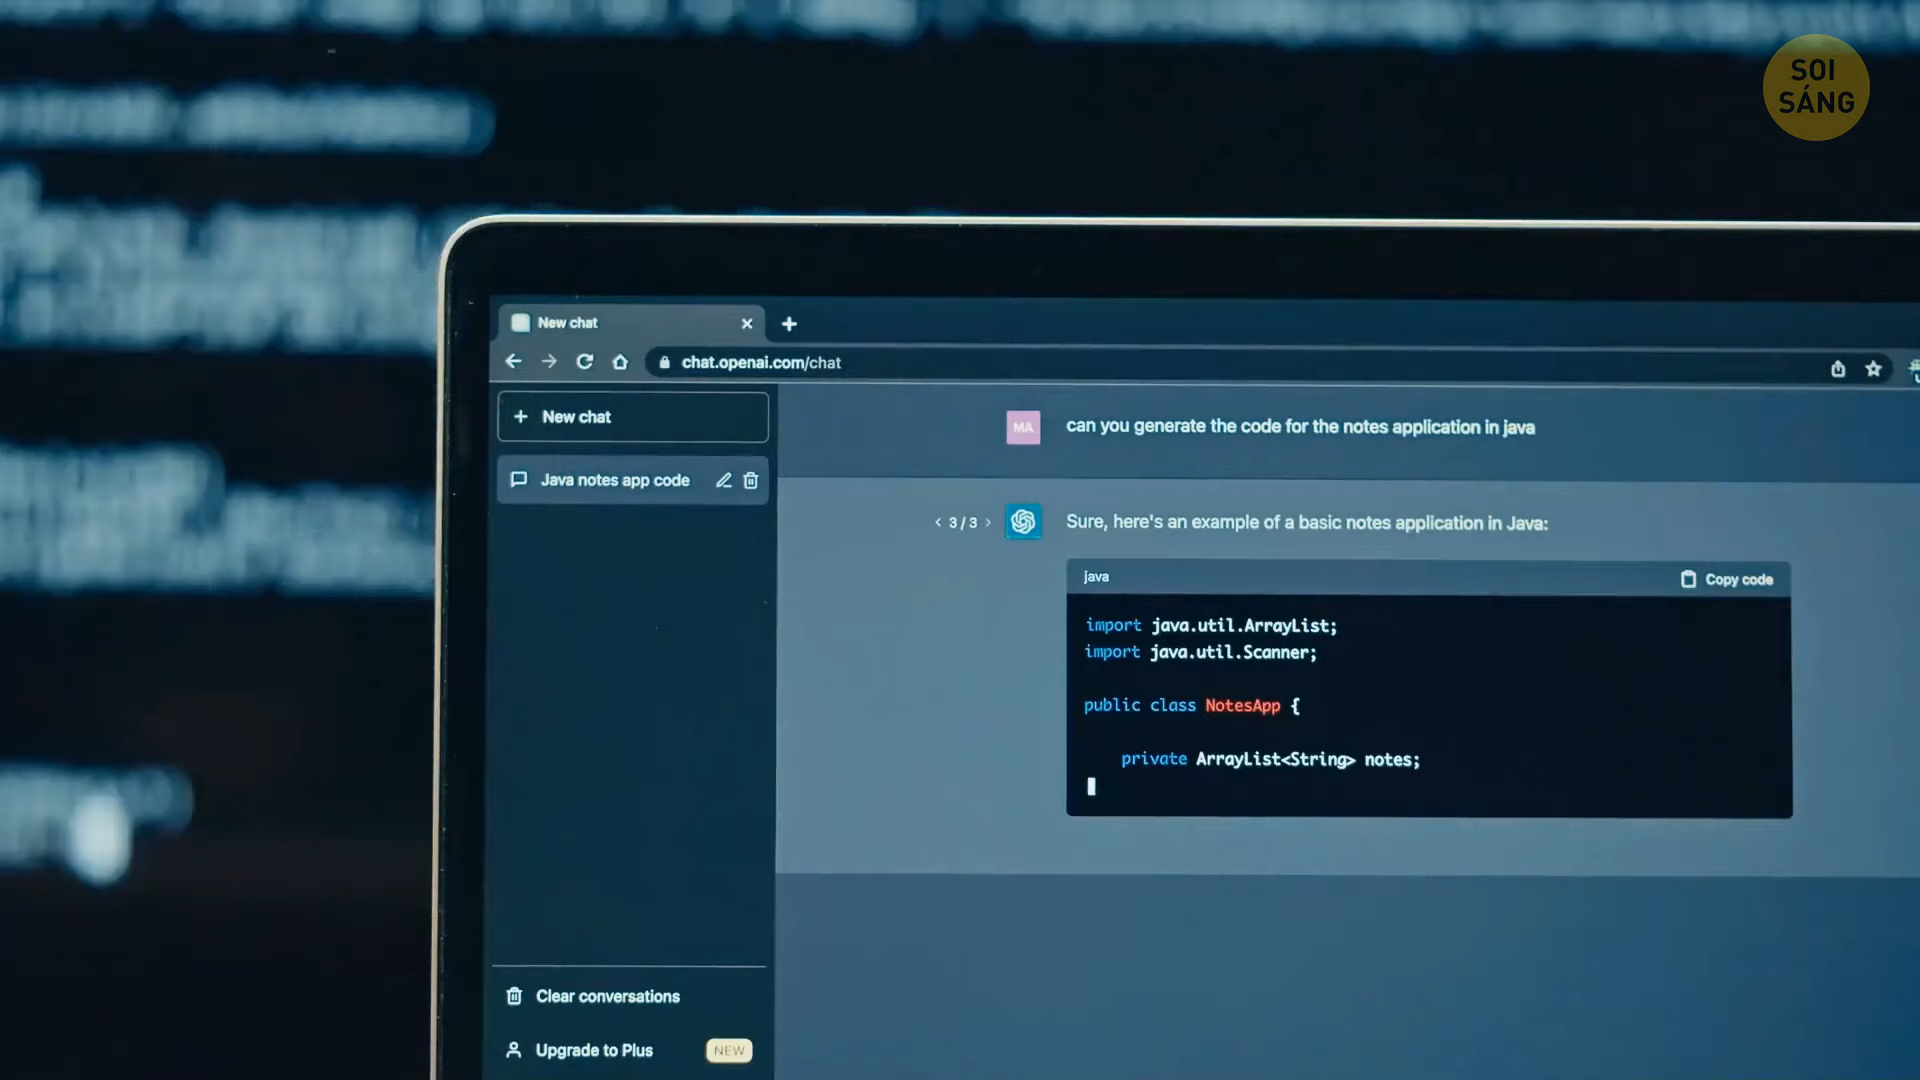 SOI
SÁNG
New chat
chat.openai.com/chat
New chat
Java notes app code
MA
can you generate the code for the notes application in java
3 / 3
Sure, here's an example of a basic notes application in Java:
java
Copy code
import java.util.ArrayList;
import java.util.Scanner;
public class NotesApp {
private ArrayList<String> notes;
Clear conversations
Upgrade to Plus
NEW